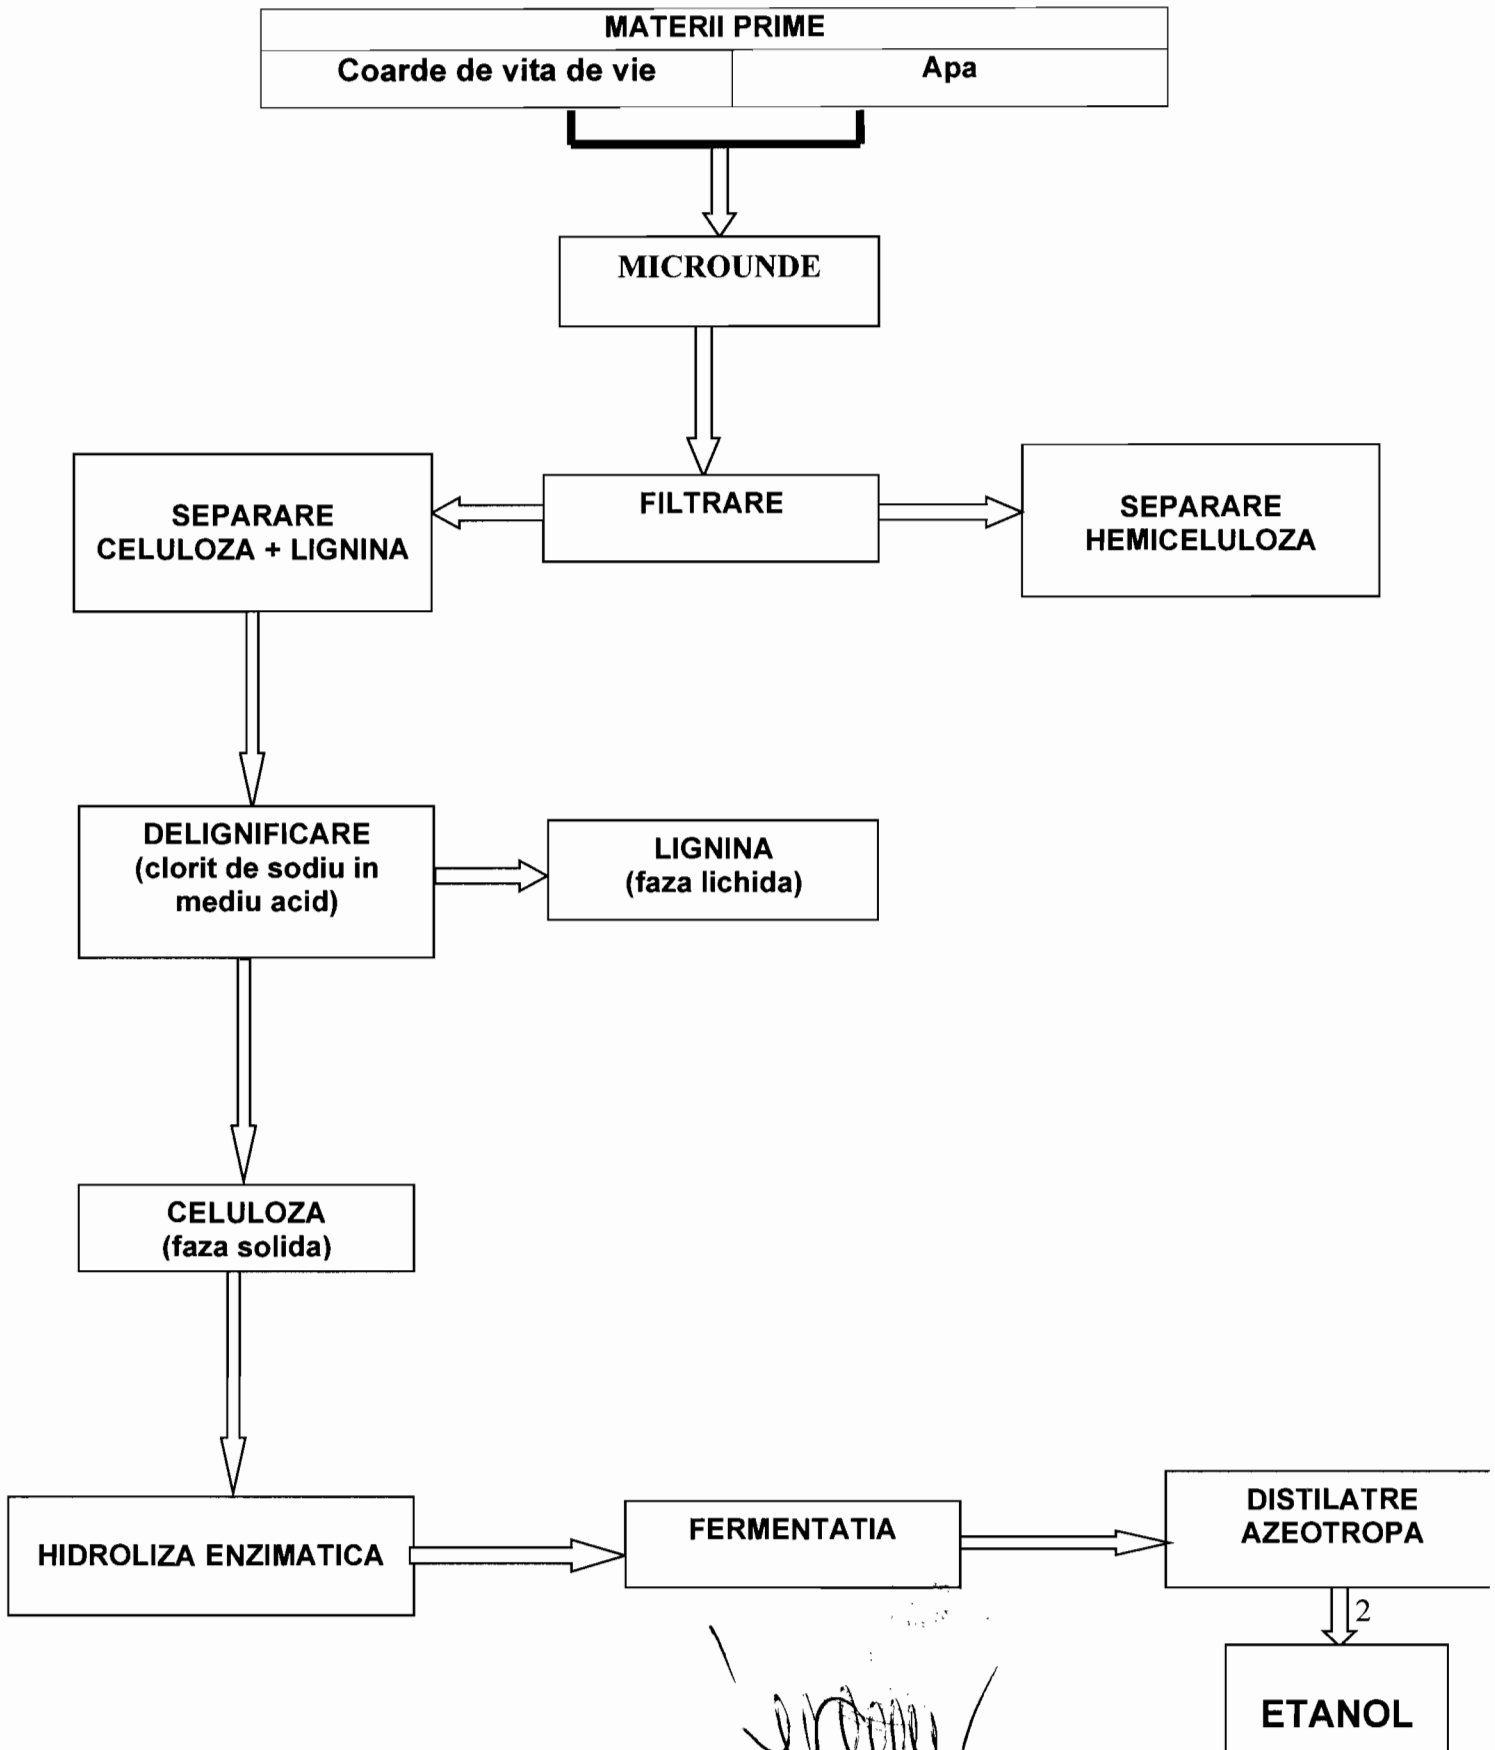 MATERII PRIME
Coarde de vita de vie
Apa
MICROUNDE
FILTRARE
SEPARARE
CELULOZA + LIGNINA
SEPARARE
HEMICELULOZA
DELIGNIFICARE
(clorit de sodiu in
mediu acid)
LIGNINA
(faza lichida)
CELULOZA
(faza solida)
HIDROLIZA ENZIMATICA
FERMENTATIA
DISTILATRE
AZEOTROPA
2
ETANOL